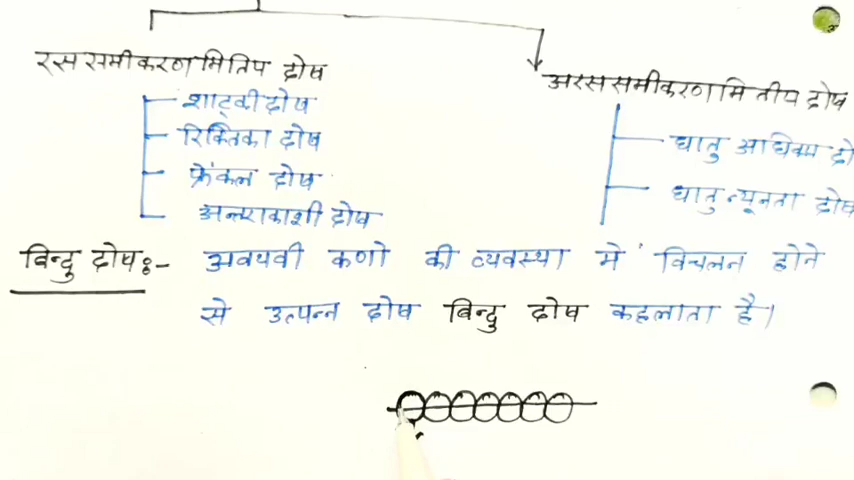 रससमीकरणमितिय दोष
अरससमीकरणमितीय दोष
शाट्की दोष
रिक्तिका दोष
फ्रेंकल दोष
अन्तराकाशी दोष
धातु आधिक्य दो
धातु न्यूनता दोष
बिन्दु दोष:- अवयवी कणो की व्यवस्था मे विचलन होने
से उत्पन्न दोष बिन्दु दोष कहलाता है।